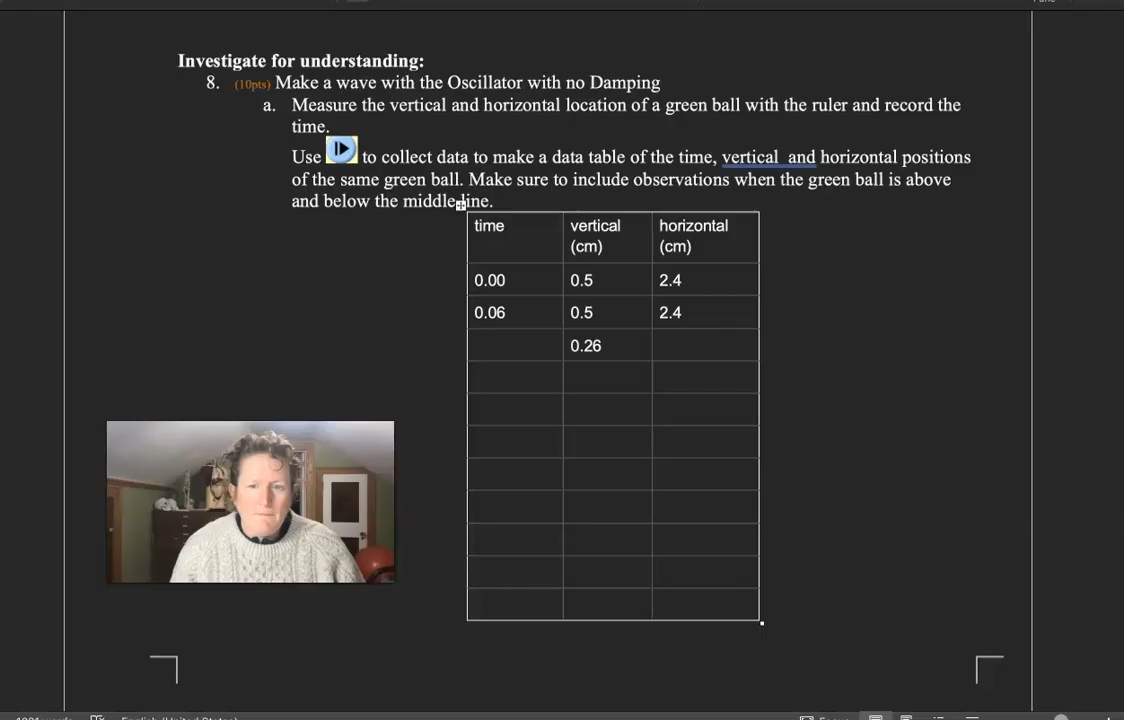 Investigate for understanding:
8. (10pts) Make a wave with the Oscillator with no Damping
a. Measure the vertical and horizontal location of a green ball with the ruler and record the
time.
Use to collect data to make a data table of the time, vertical and horizontal positions
of the same green ball. Make sure to include observations when the green ball is above
and below the middle line.
time vertical (cm) horizontal (cm)
0.00 0.5 2.4
0.06 0.5 2.4
0.26